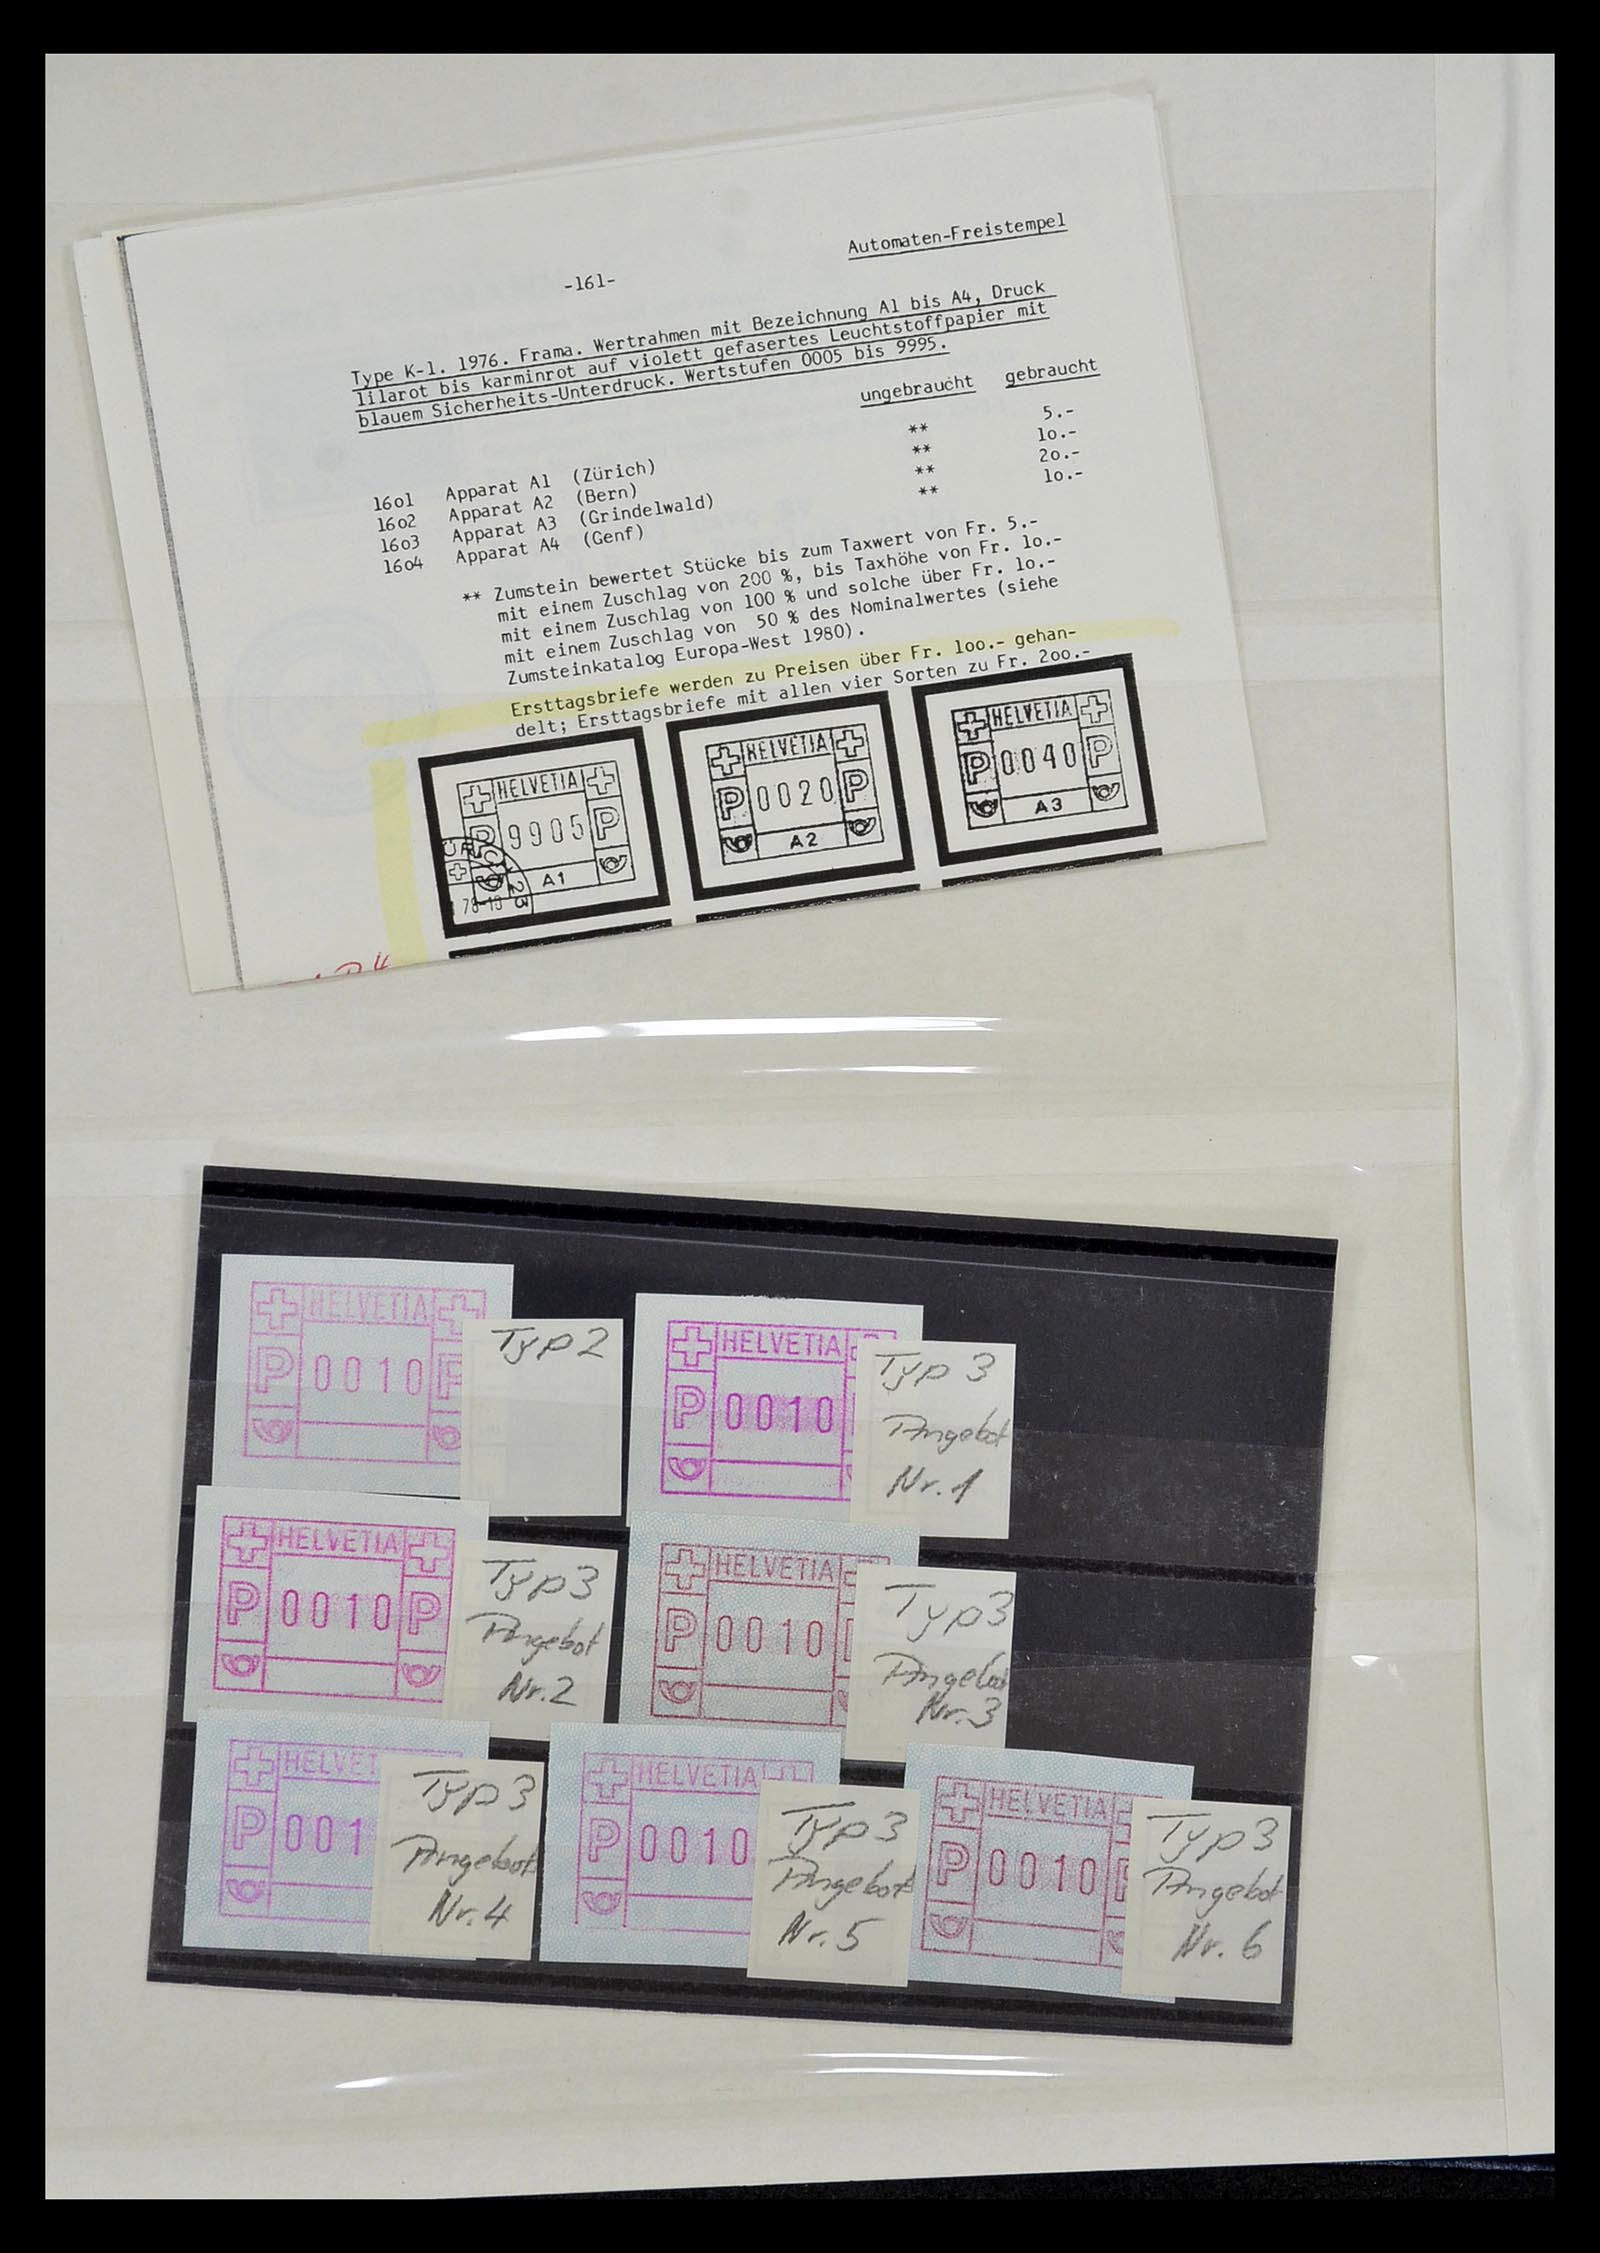 Automaten-Freistempel
-161-
Type K-1. 1976. Frama. Wertrahmen mit Bezeichnung A1 bis A4, Druck
lilarot bis karminrot auf violett gefasertes Leuchtstoffpapier mit
blauem Sicherheits-Unterdruck. Wertstufen 0005 bis 9995.
ungebraucht gebraucht
16o1 Apparat A1 (Zürich) ** 5.-
16o2 Apparat A2 (Bern) ** 1o.-
16o3 Apparat A3 (Grindelwald) ** 2o.-
16o4 Apparat A4 (Genf) ** 1o.-
** Zumstein bewertet Stücke bis zum Taxwert von Fr. 5.-
mit einem Zuschlag von 200 %, bis Taxhöhe von Fr. 1o.-
mit einem Zuschlag von 100 % und solche über Fr. 1o.-
mit einem Zuschlag von 50 % des Nominalwertes (siehe
Zumsteinkatalog Europa-West 1980).
Ersttagsbriefe werden zu Preisen über Fr. 1oo.- gehan-
delt; Ersttagsbriefe mit allen vier Sorten zu Fr. 2oo.-
HELVETIA
P 9905 P
A1
HELVETIA
P 0020 P
A2
HELVETIA
P 0040 P
A3
HELVETIA
P 0010 P
Typ 2
HELVETIA
P 0010
Typ 3
Angebot
Nr. 1
HELVETIA
P 0010 P
Typ 3
Angebot
Nr. 2
HELVETIA
P 0010
Typ 3
Angebot
Nr. 3
HELVET
P 001
Typ 3
Angebot
Nr. 4
HELVETIA
P 0010
Typ 3
Angebot
Nr. 5
HELVETIA
P 0010 P
Typ 3
Angebot
Nr. 6